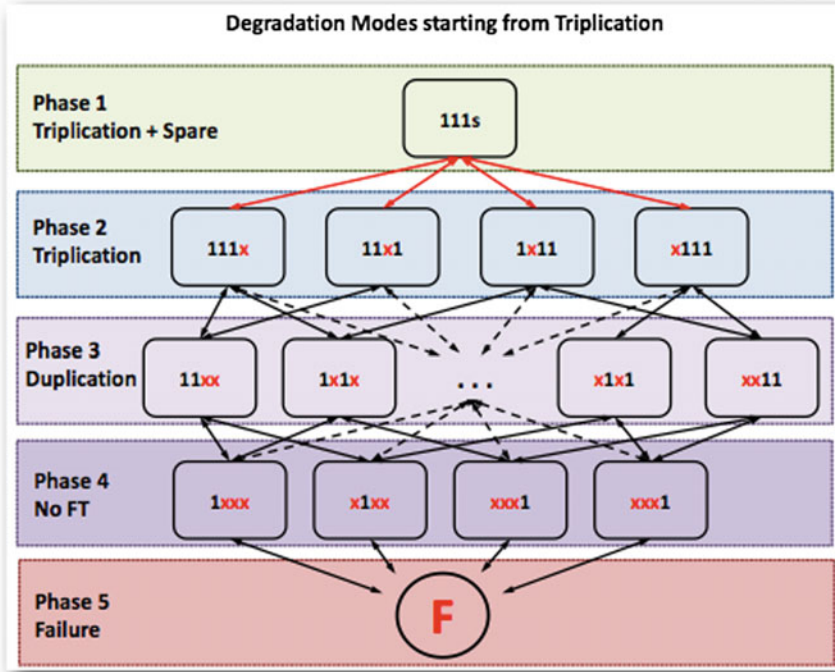 Degradation Modes starting from Triplication
Phase 1
Triplication + Spare
111s
Phase 2
Triplication
111x
11x1
1x11
x111
Phase 3
Duplication
11xx
1x1x
...
x1x1
xx11
Phase 4
No FT
1xxx
x1xx
xxx1
xxx1
Phase 5
Failure
F